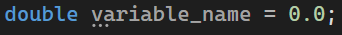 double variable_name = 0.0;